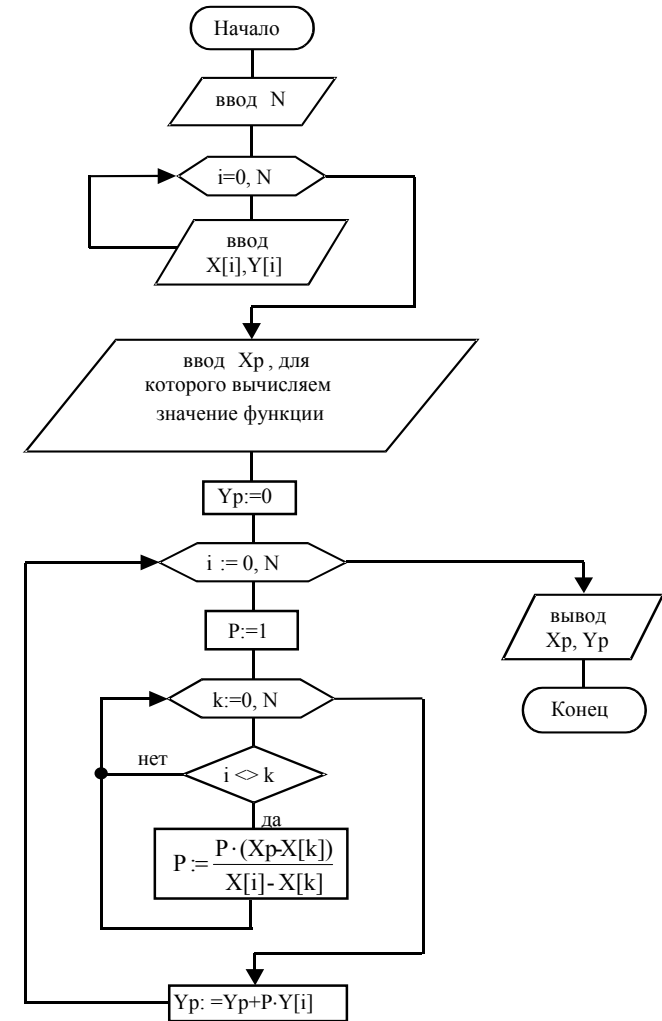 Начало
ввод N
i=0, N
ввод
X[i],Y[i]
ввод Xp , для
которого вычисляем
значение функции
Yp:=0
i := 0, N
P:=1
вывод
Xp, Yp
k:=0, N
Конец
нет
i <> k
да
P := P·(Xp-X[k])
X[i]- X[k]
Yp: =Yp+P·Y[i]